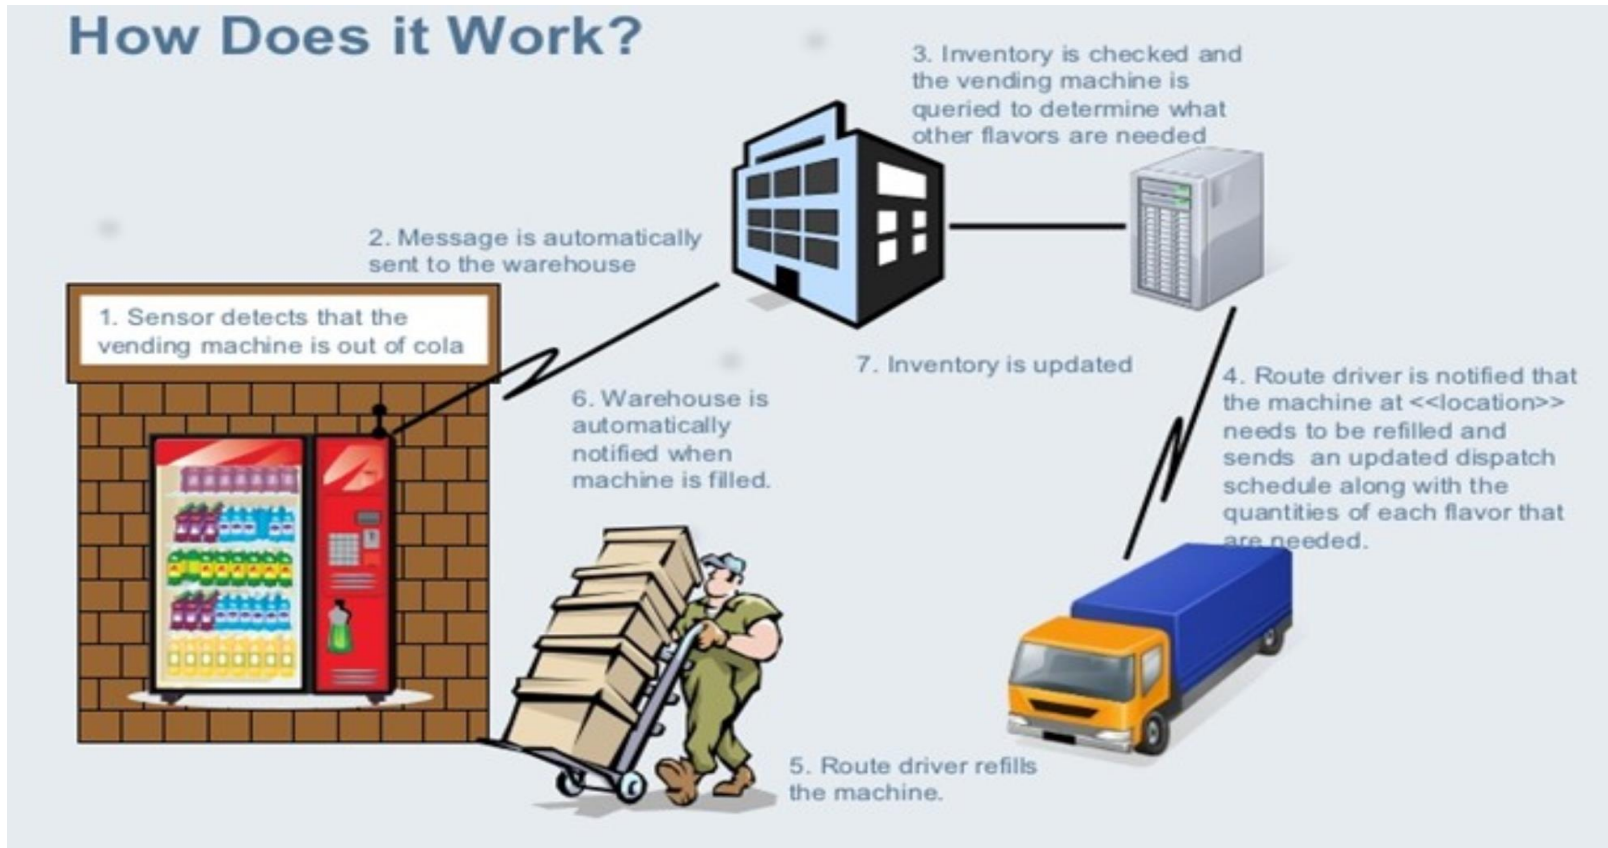 How Does it Work?
1. Sensor detects that the
vending machine is out of cola
2. Message is automatically
sent to the warehouse
3. Inventory is checked and
the vending machine is
queried to determine what
other flavors are needed
4. Route driver is notified that
the machine at <<location>>
needs to be refilled and
sends an updated dispatch
schedule along with the
quantities of each flavor that
are needed.
5. Route driver refills
the machine.
6. Warehouse is
automatically
notified when
machine is filled.
7. Inventory is updated